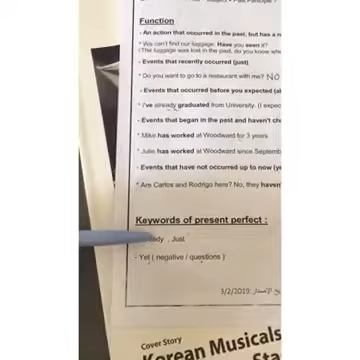 Function
- An action that occurred in the past, but has a
* We can't find our luggage. Have you seen it?
(The luggage was lost in the past, do you know whe
- Events that recently occurred (just)
* Do you want to go to a restaurant with me? NO
- Events that occurred before you expected (al
* I've already graduated from University. (I expec
- Events that began in the past and haven't ch
* Mike has worked at Woodward for 3 years.
* Julie has worked at Woodward since Septemb
- Events that have not occurred up to now (ye
* Are Carlos and Rodrigo here? No, they haven'
Keywords of present perfect :
ady , Just
- Yet ( negative / questions )
3/2/2019
Cover Story
Korean Musicals
Sta